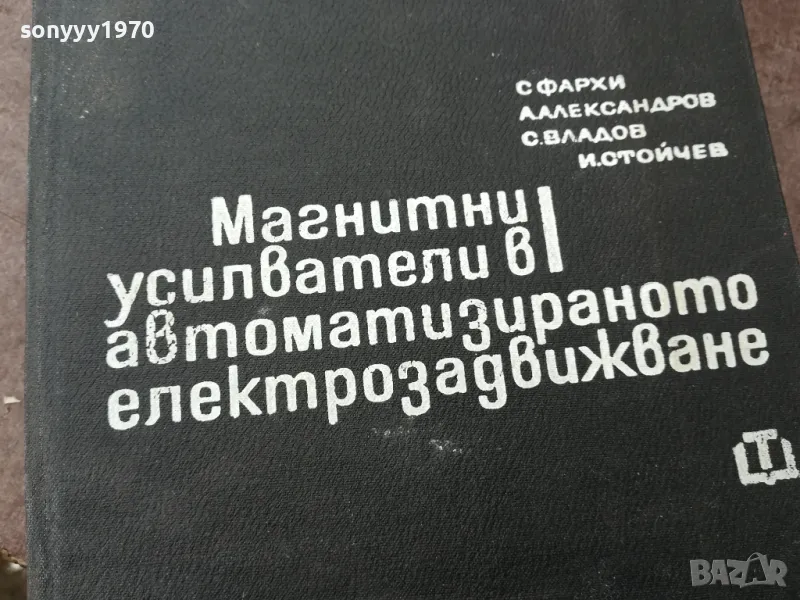 sonyyy1970
С ФАРХИ
А.АЛЕКСАНДРОВ
С.ВЛАДОВ
И.СТОЙЧЕВ
Магнитни
усилватели в
автоматизираното
електрозадвижване
Т
BAZAR